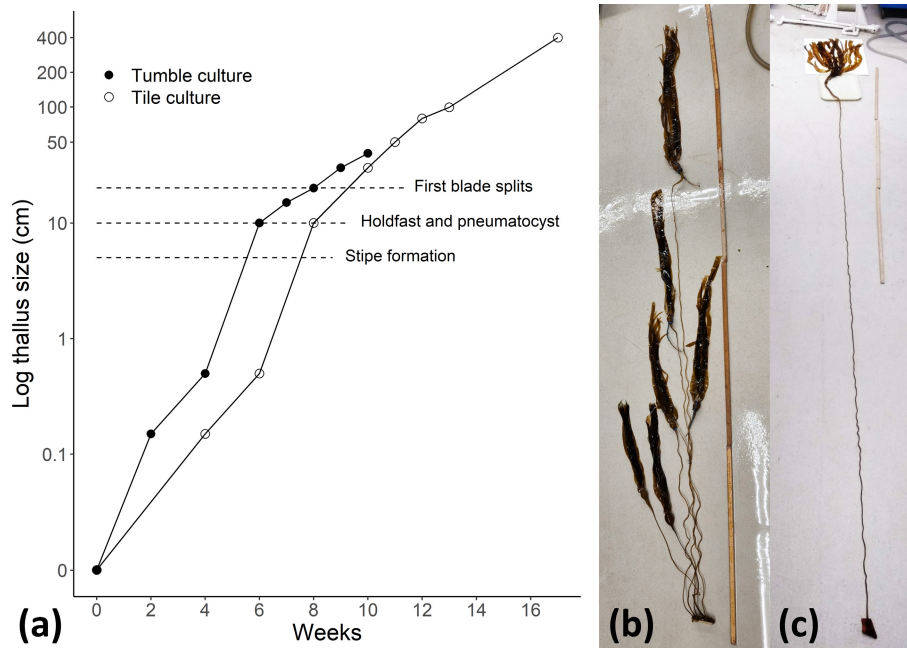 Log thallus size (cm)
400
200
100
50
10
1
0.1
0
Tumble culture
Tile culture
First blade splits
Holdfast and pneumatocyst
Stipe formation
0 2 4 6 8 10 12 14 16
Weeks
(a)
(b)
(c)